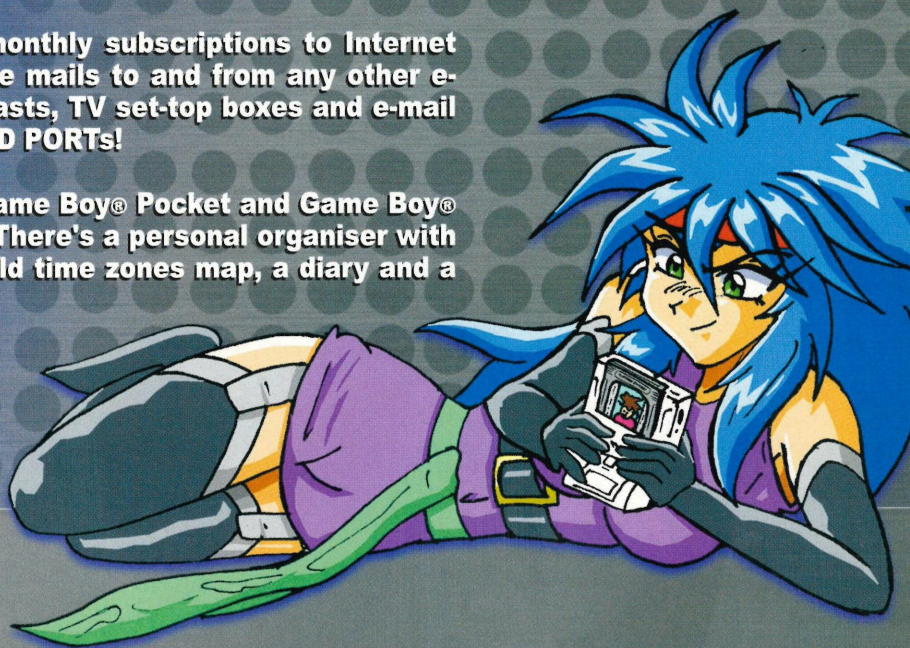 monthly subscriptions to Internet
e mails to and from any other e-
asts, TV set-top boxes and e-mail
D PORTs!
ame Boy® Pocket and Game Boy®
There's a personal organiser with
ld time zones map, a diary and a